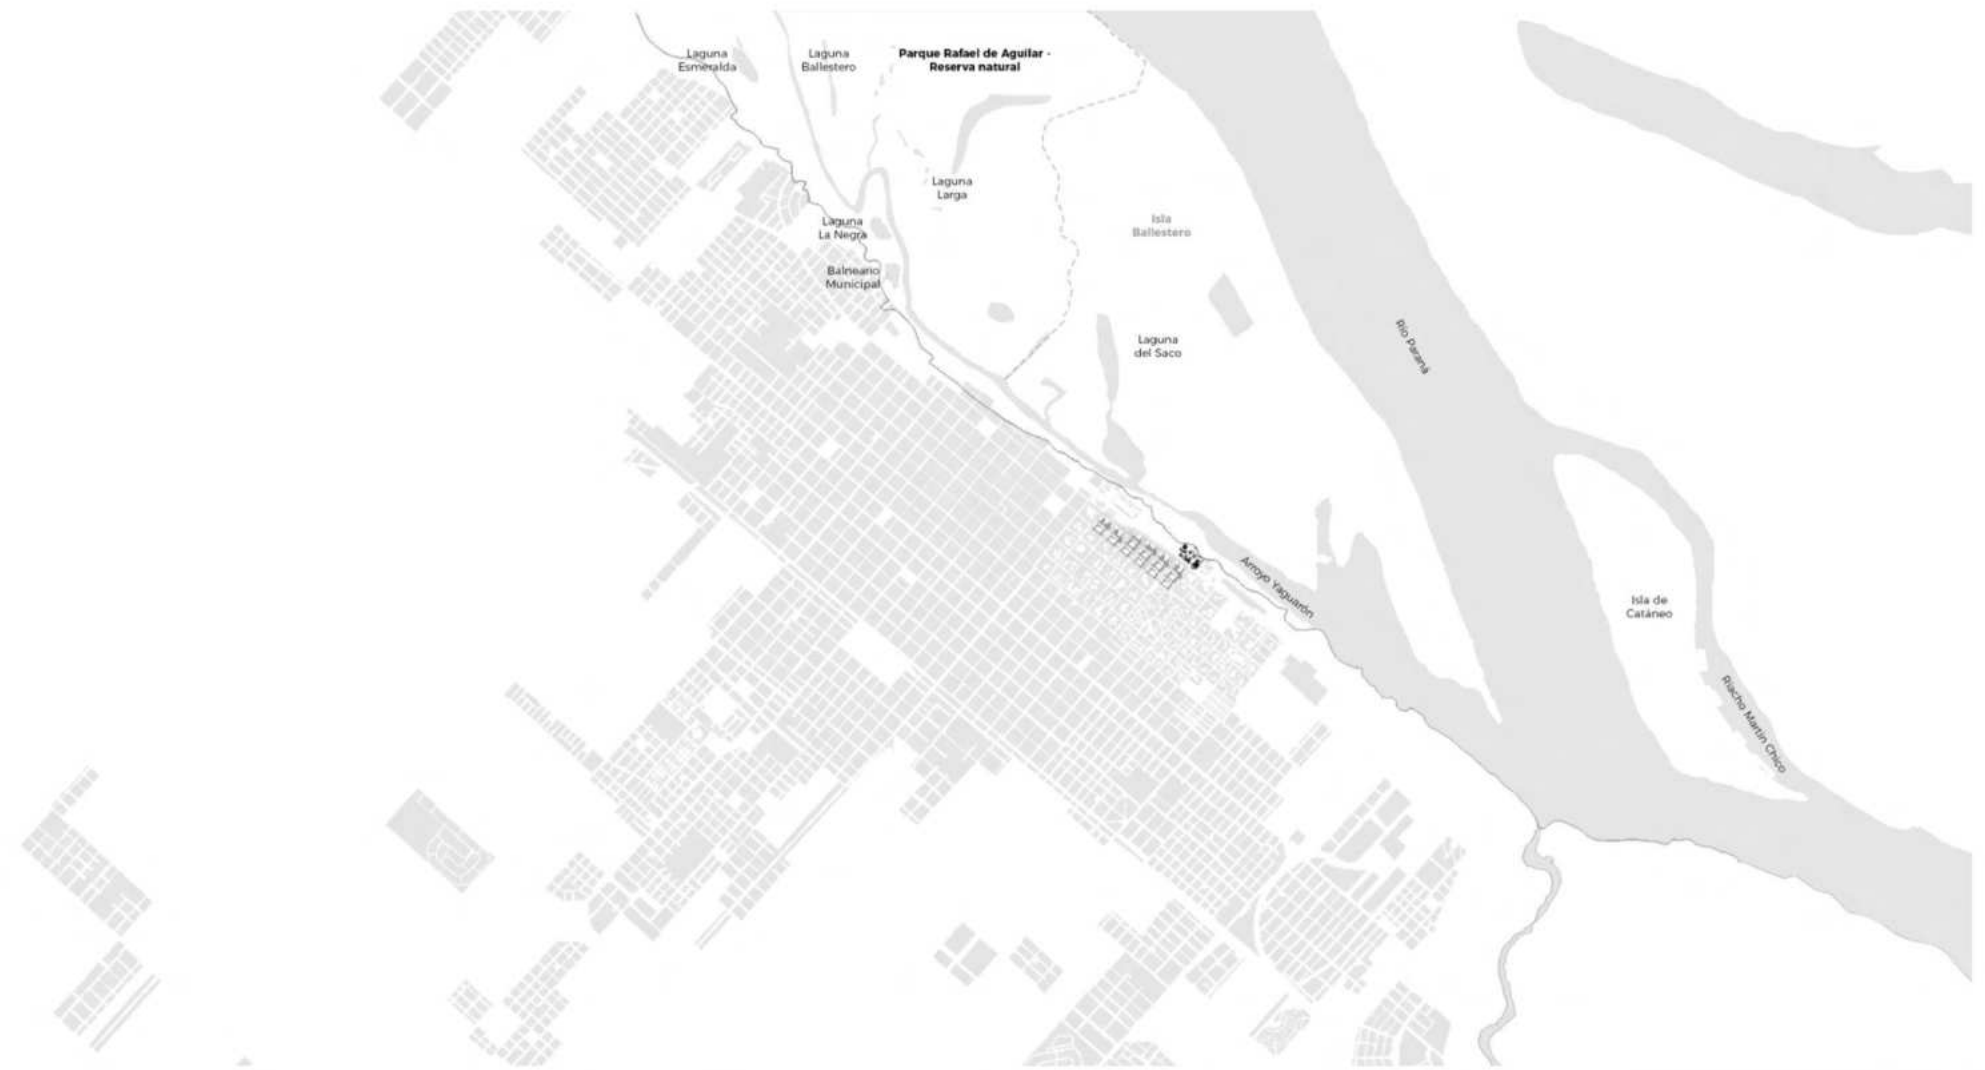 Laguna
Esmeralda
Laguna
Ballestero
Parque Rafael de Aguilar -
Reserva natural
Laguna
Larga
Laguna
La Negra
Isla
Ballestero
Balneario
Municipal
Laguna
del Saco
Río Paraná
Arroyo Yaguarón
Isla de
Catáneo
Riacho Martín Chico